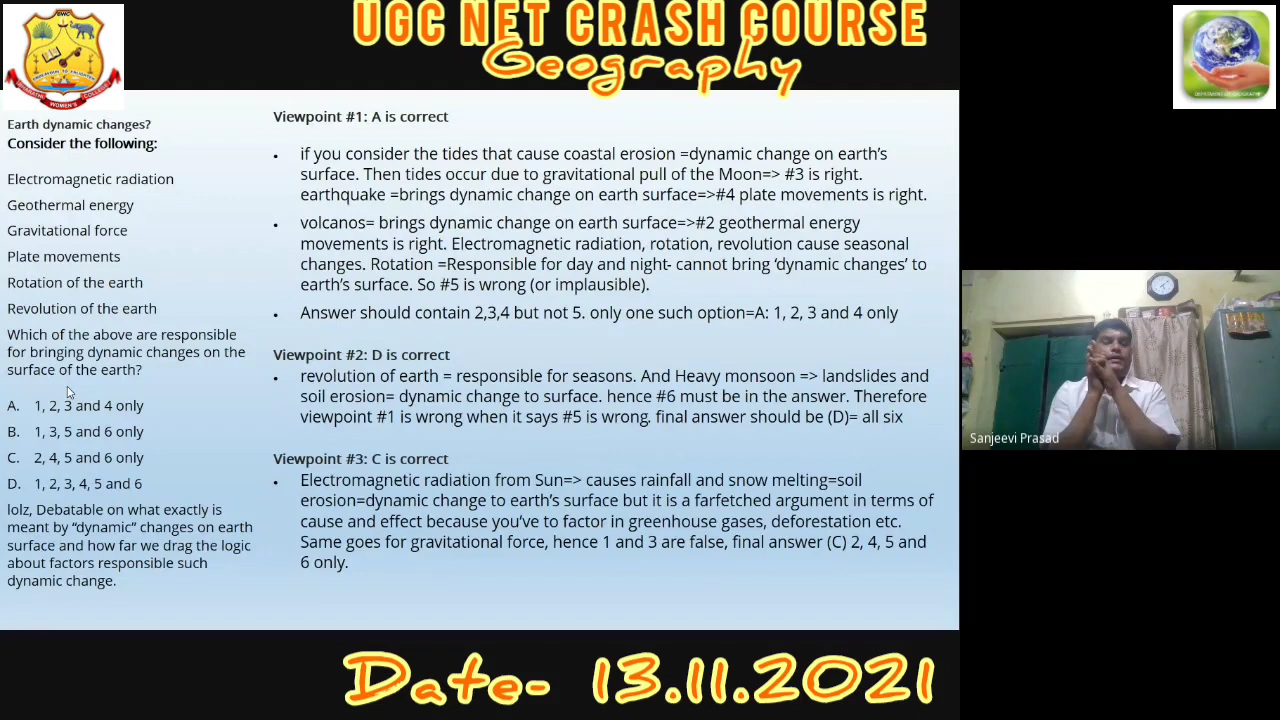 UGC NET CRASH COURSE
Geography
BWC
WOMEN'S
Earth dynamic changes?
Consider the following:
Electromagnetic radiation
Geothermal energy
Gravitational force
Plate movements
Rotation of the earth
Revolution of the earth
Which of the above are responsible
for bringing dynamic changes on the
surface of the earth?
A. 1, 2, 3 and 4 only
B. 1, 3, 5 and 6 only
C. 2, 4, 5 and 6 only
D. 1, 2, 3, 4, 5 and 6
lolz, Debatable on what exactly is
meant by “dynamic” changes on earth
surface and how far we drag the logic
about factors responsible such
dynamic change.
Viewpoint #1: A is correct
• if you consider the tides that cause coastal erosion =dynamic change on earth’s
surface. Then tides occur due to gravitational pull of the Moon=> #3 is right.
earthquake =brings dynamic change on earth surface=>#4 plate movements is right.
• volcanos= brings dynamic change on earth surface=>#2 geothermal energy
movements is right. Electromagnetic radiation, rotation, revolution cause seasonal
changes. Rotation =Responsible for day and night- cannot bring ‘dynamic changes’ to
earth’s surface. So #5 is wrong (or implausible).
• Answer should contain 2,3,4 but not 5. only one such option=A: 1, 2, 3 and 4 only
Viewpoint #2: D is correct
• revolution of earth = responsible for seasons. And Heavy monsoon => landslides and
soil erosion= dynamic change to surface. hence #6 must be in the answer. Therefore
viewpoint #1 is wrong when it says #5 is wrong. final answer should be (D)= all six
Viewpoint #3: C is correct
• Electromagnetic radiation from Sun=> causes rainfall and snow melting=soil
erosion=dynamic change to earth’s surface but it is a farfetched argument in terms of
cause and effect because you’ve to factor in greenhouse gases, deforestation etc.
Same goes for gravitational force, hence 1 and 3 are false, final answer (C) 2, 4, 5 and
6 only.
Sanjeevi Prasad
Date- 13.11.2021